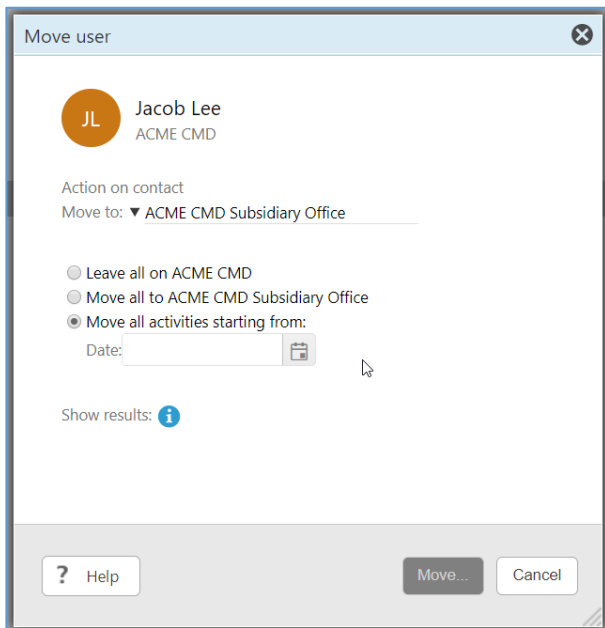 Move user
JL
Jacob Lee
ACME CMD
Action on contact
Move to: ▼ ACME CMD Subsidiary Office
Leave all on ACME CMD
Move all to ACME CMD Subsidiary Office
Move all activities starting from:
Date:
Show results: i
? Help
Move...
Cancel